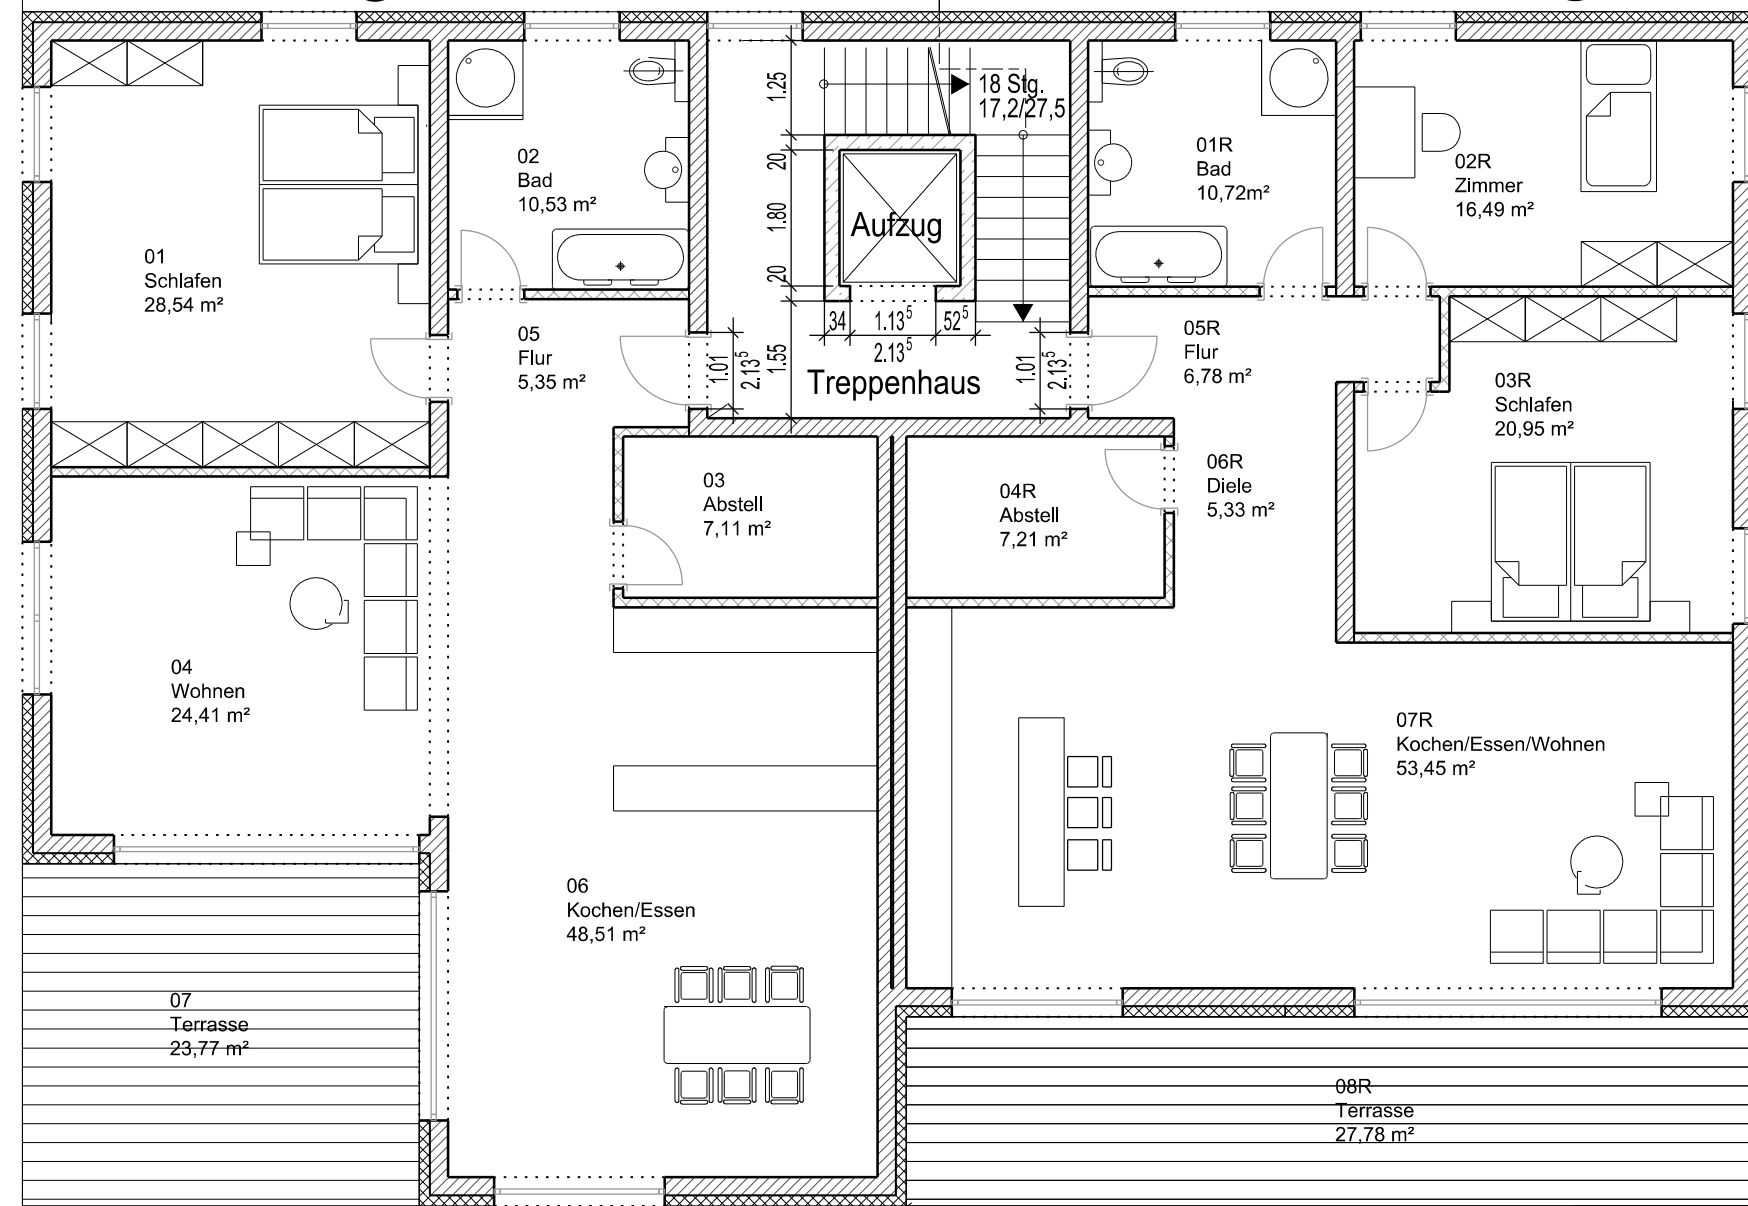 18 Stg.
17,2/27,5
1.25
20
1.80
20
1.55
Aufzug
34
1.13⁵
52⁵
2.13⁵
1.01
2.13⁵
1.01
2.13⁵
Treppenhaus
01
Schlafen
28,54 m²
02
Bad
10,53 m²
05
Flur
5,35 m²
03
Abstell
7,11 m²
04
Wohnen
24,41 m²
06
Kochen/Essen
48,51 m²
07
Terrasse
23,77 m²
01R
Bad
10,72m²
02R
Zimmer
16,49 m²
05R
Flur
6,78 m²
03R
Schlafen
20,95 m²
04R
Abstell
7,21 m²
06R
Diele
5,33 m²
07R
Kochen/Essen/Wohnen
53,45 m²
08R
Terrasse
27,78 m²